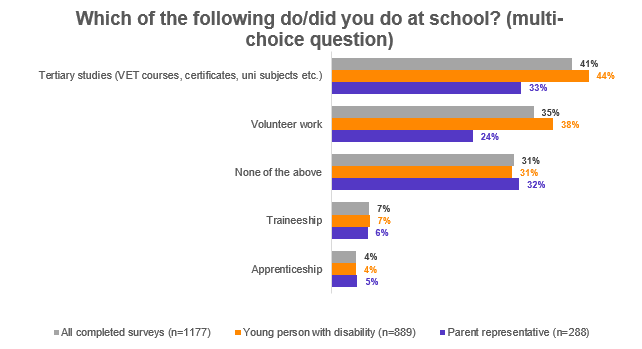 Which of the following do/did you do at school? (multi-
choice question)
Tertiary studies (VET courses, certificates, uni subjects etc.)
41%
44%
33%
Volunteer work
35%
38%
24%
None of the above
31%
31%
32%
Traineeship
7%
7%
6%
Apprenticeship
4%
4%
5%
All completed surveys (n=1177) Young person with disability (n=889) Parent representative (n=288)